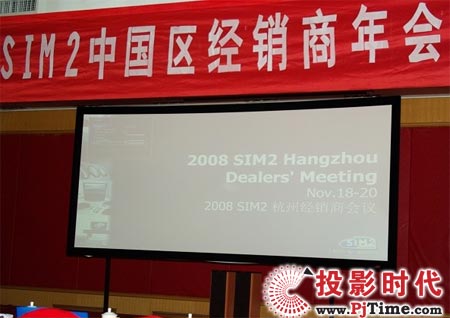 SIM2中国区经销商年会
2008 SIM2 Hangzhou
Dealers' Meeting
Nov.18-20
2008 SIM2 杭州经销商会议
SIM2
投影时代
www.PjTime.com